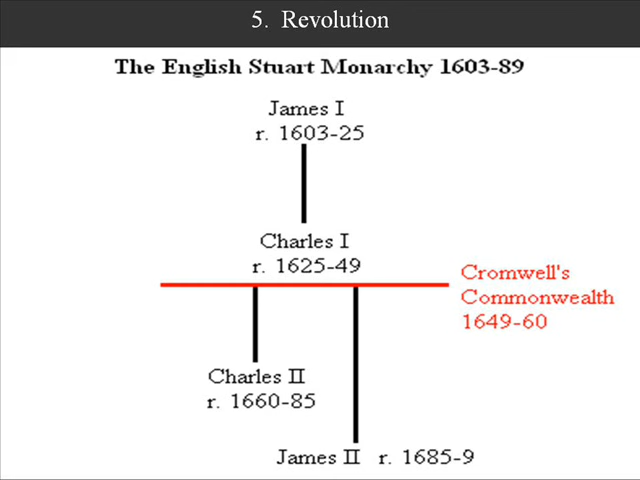 5. Revolution
The English Stuart Monarchy 1603-89
James I
r. 1603-25
Charles I
r. 1625-49
Cromwell's
Commonwealth
1649-60
Charles II
r. 1660-85
James II r. 1685-9